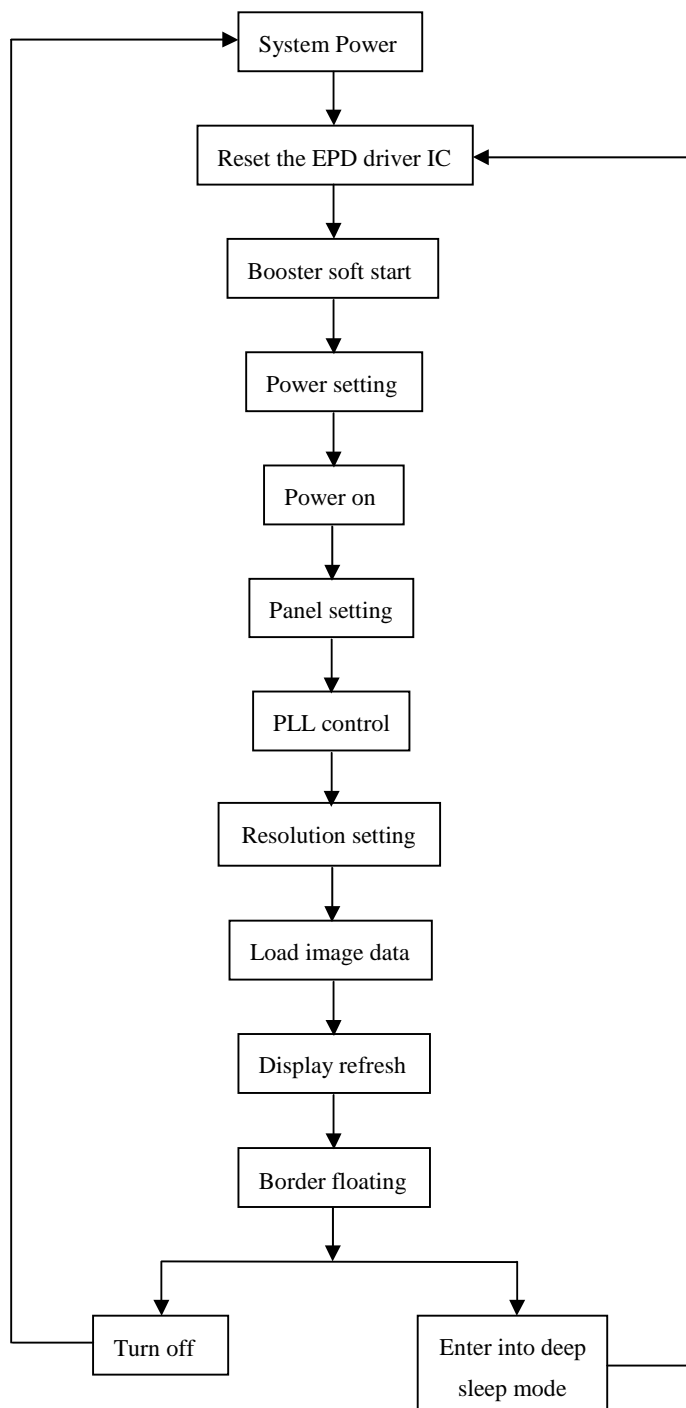 System Power
Reset the EPD driver IC
Booster soft start
Power setting
Power on
Panel setting
PLL control
Resolution setting
Load image data
Display refresh
Border floating
Turn off
Enter into deep
sleep mode